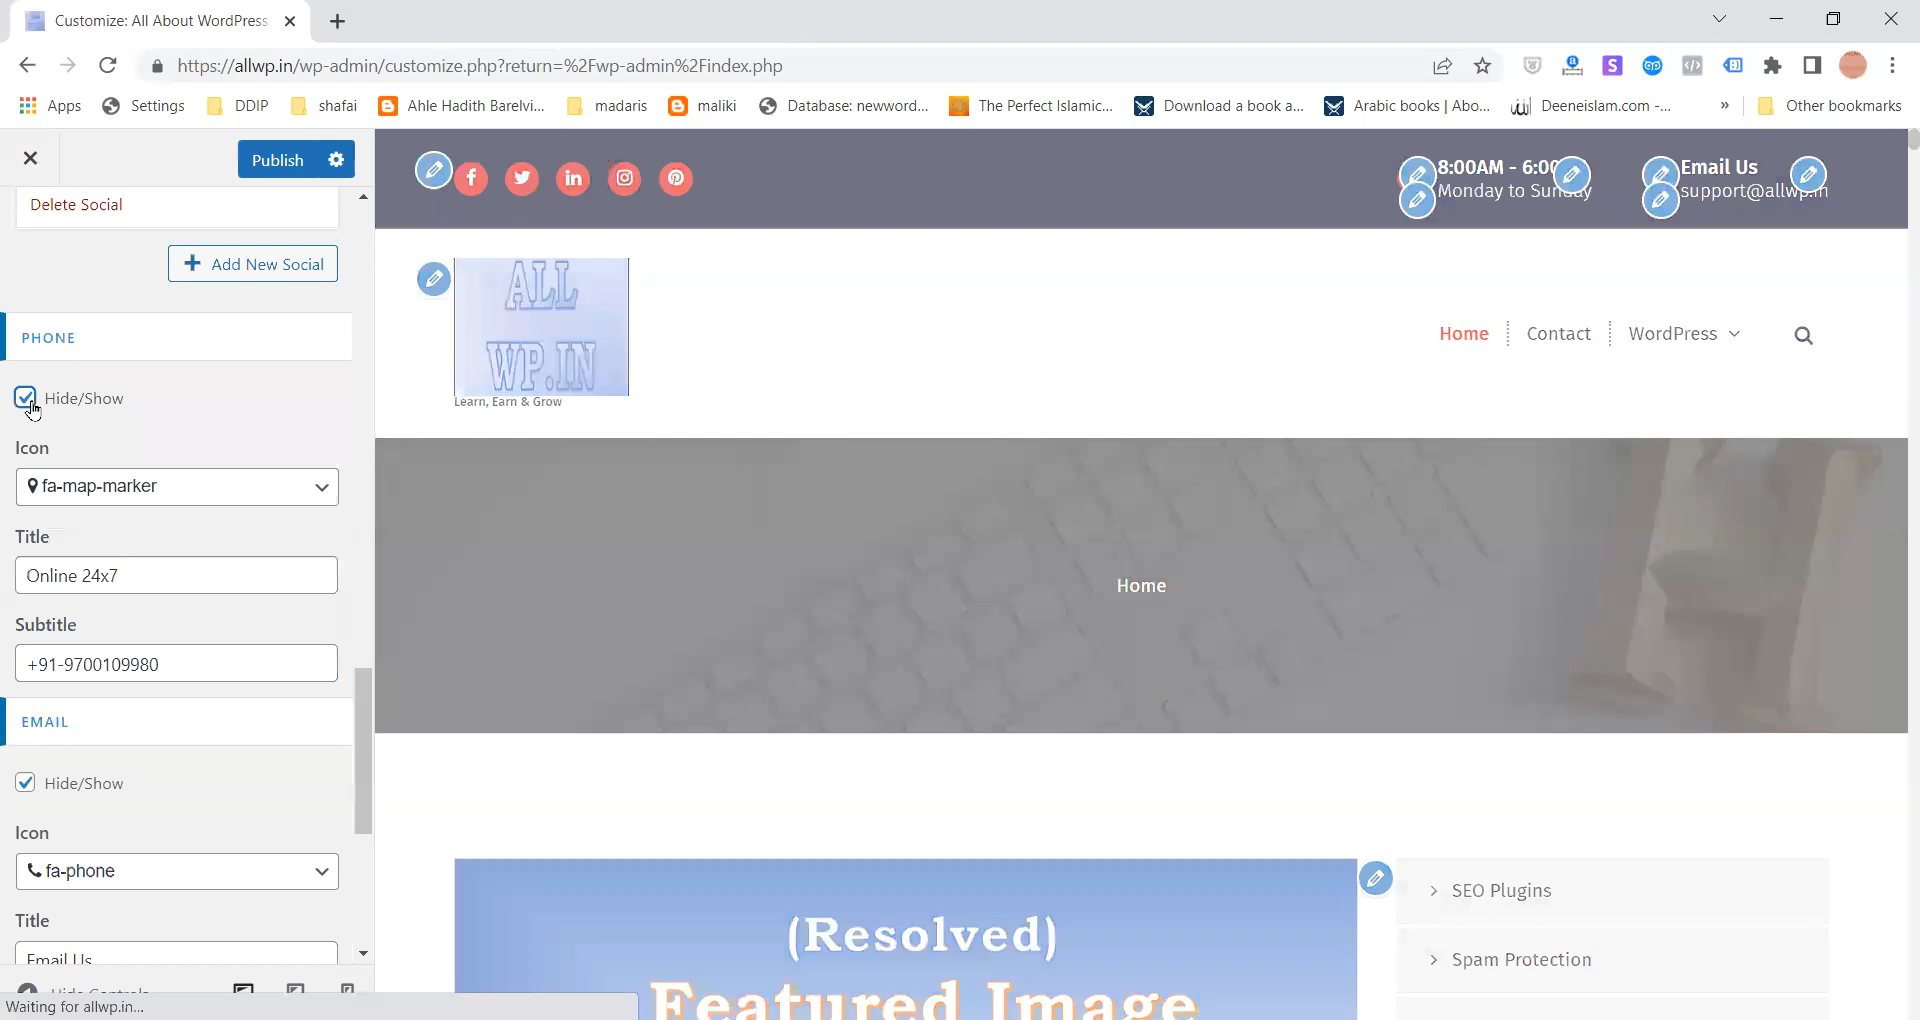 Customize: All About WordPress
https://allwp.in/wp-admin/customize.php?return=%2Fwp-admin%2Findex.php
Apps Settings DDIP shafai Ahle Hadith Barelvi... madaris maliki Database: newword... The Perfect Islamic... Download a book a... Arabic books | Abo... Deeneislam.com -... » Other bookmarks
Publish
Delete Social
Add New Social
PHONE
Hide/Show
Icon
fa-map-marker
Title
Online 24x7
Subtitle
+91-9700109980
EMAIL
Hide/Show
Icon
fa-phone
Title
Email Us
Hide Controls
Waiting for allwp.in...
8:00AM - 6:00
Monday to Sunday
Email Us
support@allwp.in
ALL
WP.IN
Learn, Earn & Grow
Home Contact WordPress
Home
(Resolved)
Featured Image
SEO Plugins
Spam Protection